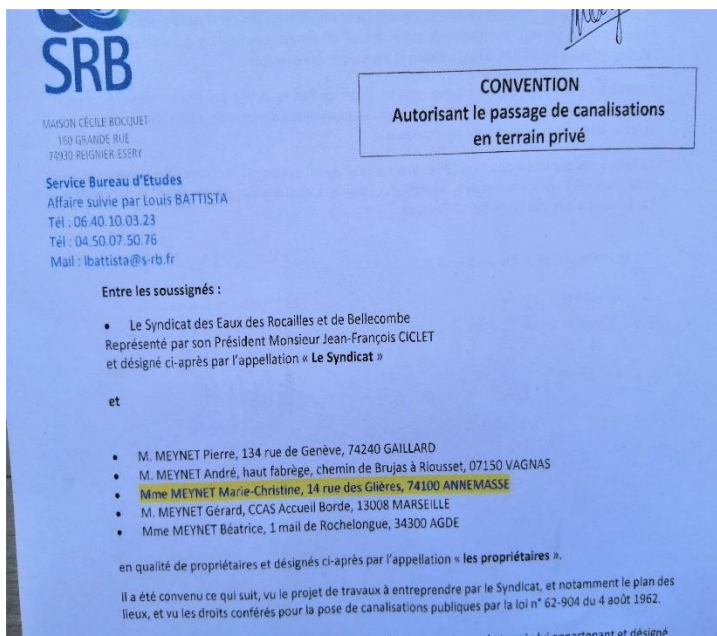 SRB
CONVENTION
Autorisant le passage de canalisations
en terrain privé
MAISON CÉCILE BOCQUET
160 GRANDE RUE
74930 REIGNIER-ESERY
Service Bureau d'Etudes
Affaire suivie par Louis BATTISTA
Tél : 06.40.10.03.23
Tél : 04.50.07.50.76
Mail : lbattista@s-rb.fr
Entre les soussignés :
• Le Syndicat des Eaux des Rocailles et de Bellecombe
Représenté par son Président Monsieur Jean-François CICLET
et désigné ci-après par l'appellation « Le Syndicat »
et
• M. MEYNET Pierre, 134 rue de Genève, 74240 GAILLARD
• M. MEYNET André, haut fabrège, chemin de Brujas à Riousset, 07150 VAGNAS
• Mme MEYNET Marie-Christine, 14 rue des Glières, 74100 ANNEMASSE
• M. MEYNET Gérard, CCAS Accueil Borde, 13008 MARSEILLE
• Mme MEYNET Béatrice, 1 mail de Rochelongue, 34300 AGDE
en qualité de propriétaires et désignés ci-après par l'appellation « les propriétaires ».
Il a été convenu ce qui suit, vu le projet de travaux à entreprendre par le Syndicat, et notamment le plan des
lieux, et vu les droits conférés pour la pose de canalisations publiques par la loi n° 62-904 du 4 août 1962.
appartenant et désigné